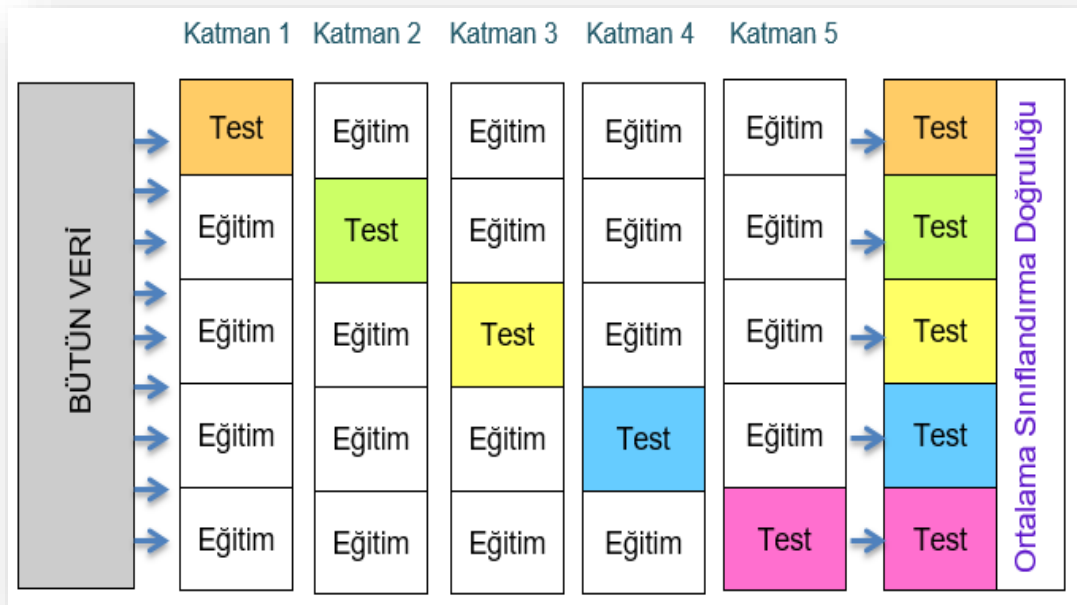 Katman 1 Katman 2 Katman 3 Katman 4 Katman 5
BÜTÜN VERİ
Test Eğitim Eğitim Eğitim Eğitim Test
Eğitim Test Eğitim Eğitim Eğitim Test
Eğitim Eğitim Test Eğitim Eğitim Test
Eğitim Eğitim Eğitim Test Eğitim Test
Eğitim Eğitim Eğitim Eğitim Test Test
Ortalama Sınıflandırma Doğruluğu